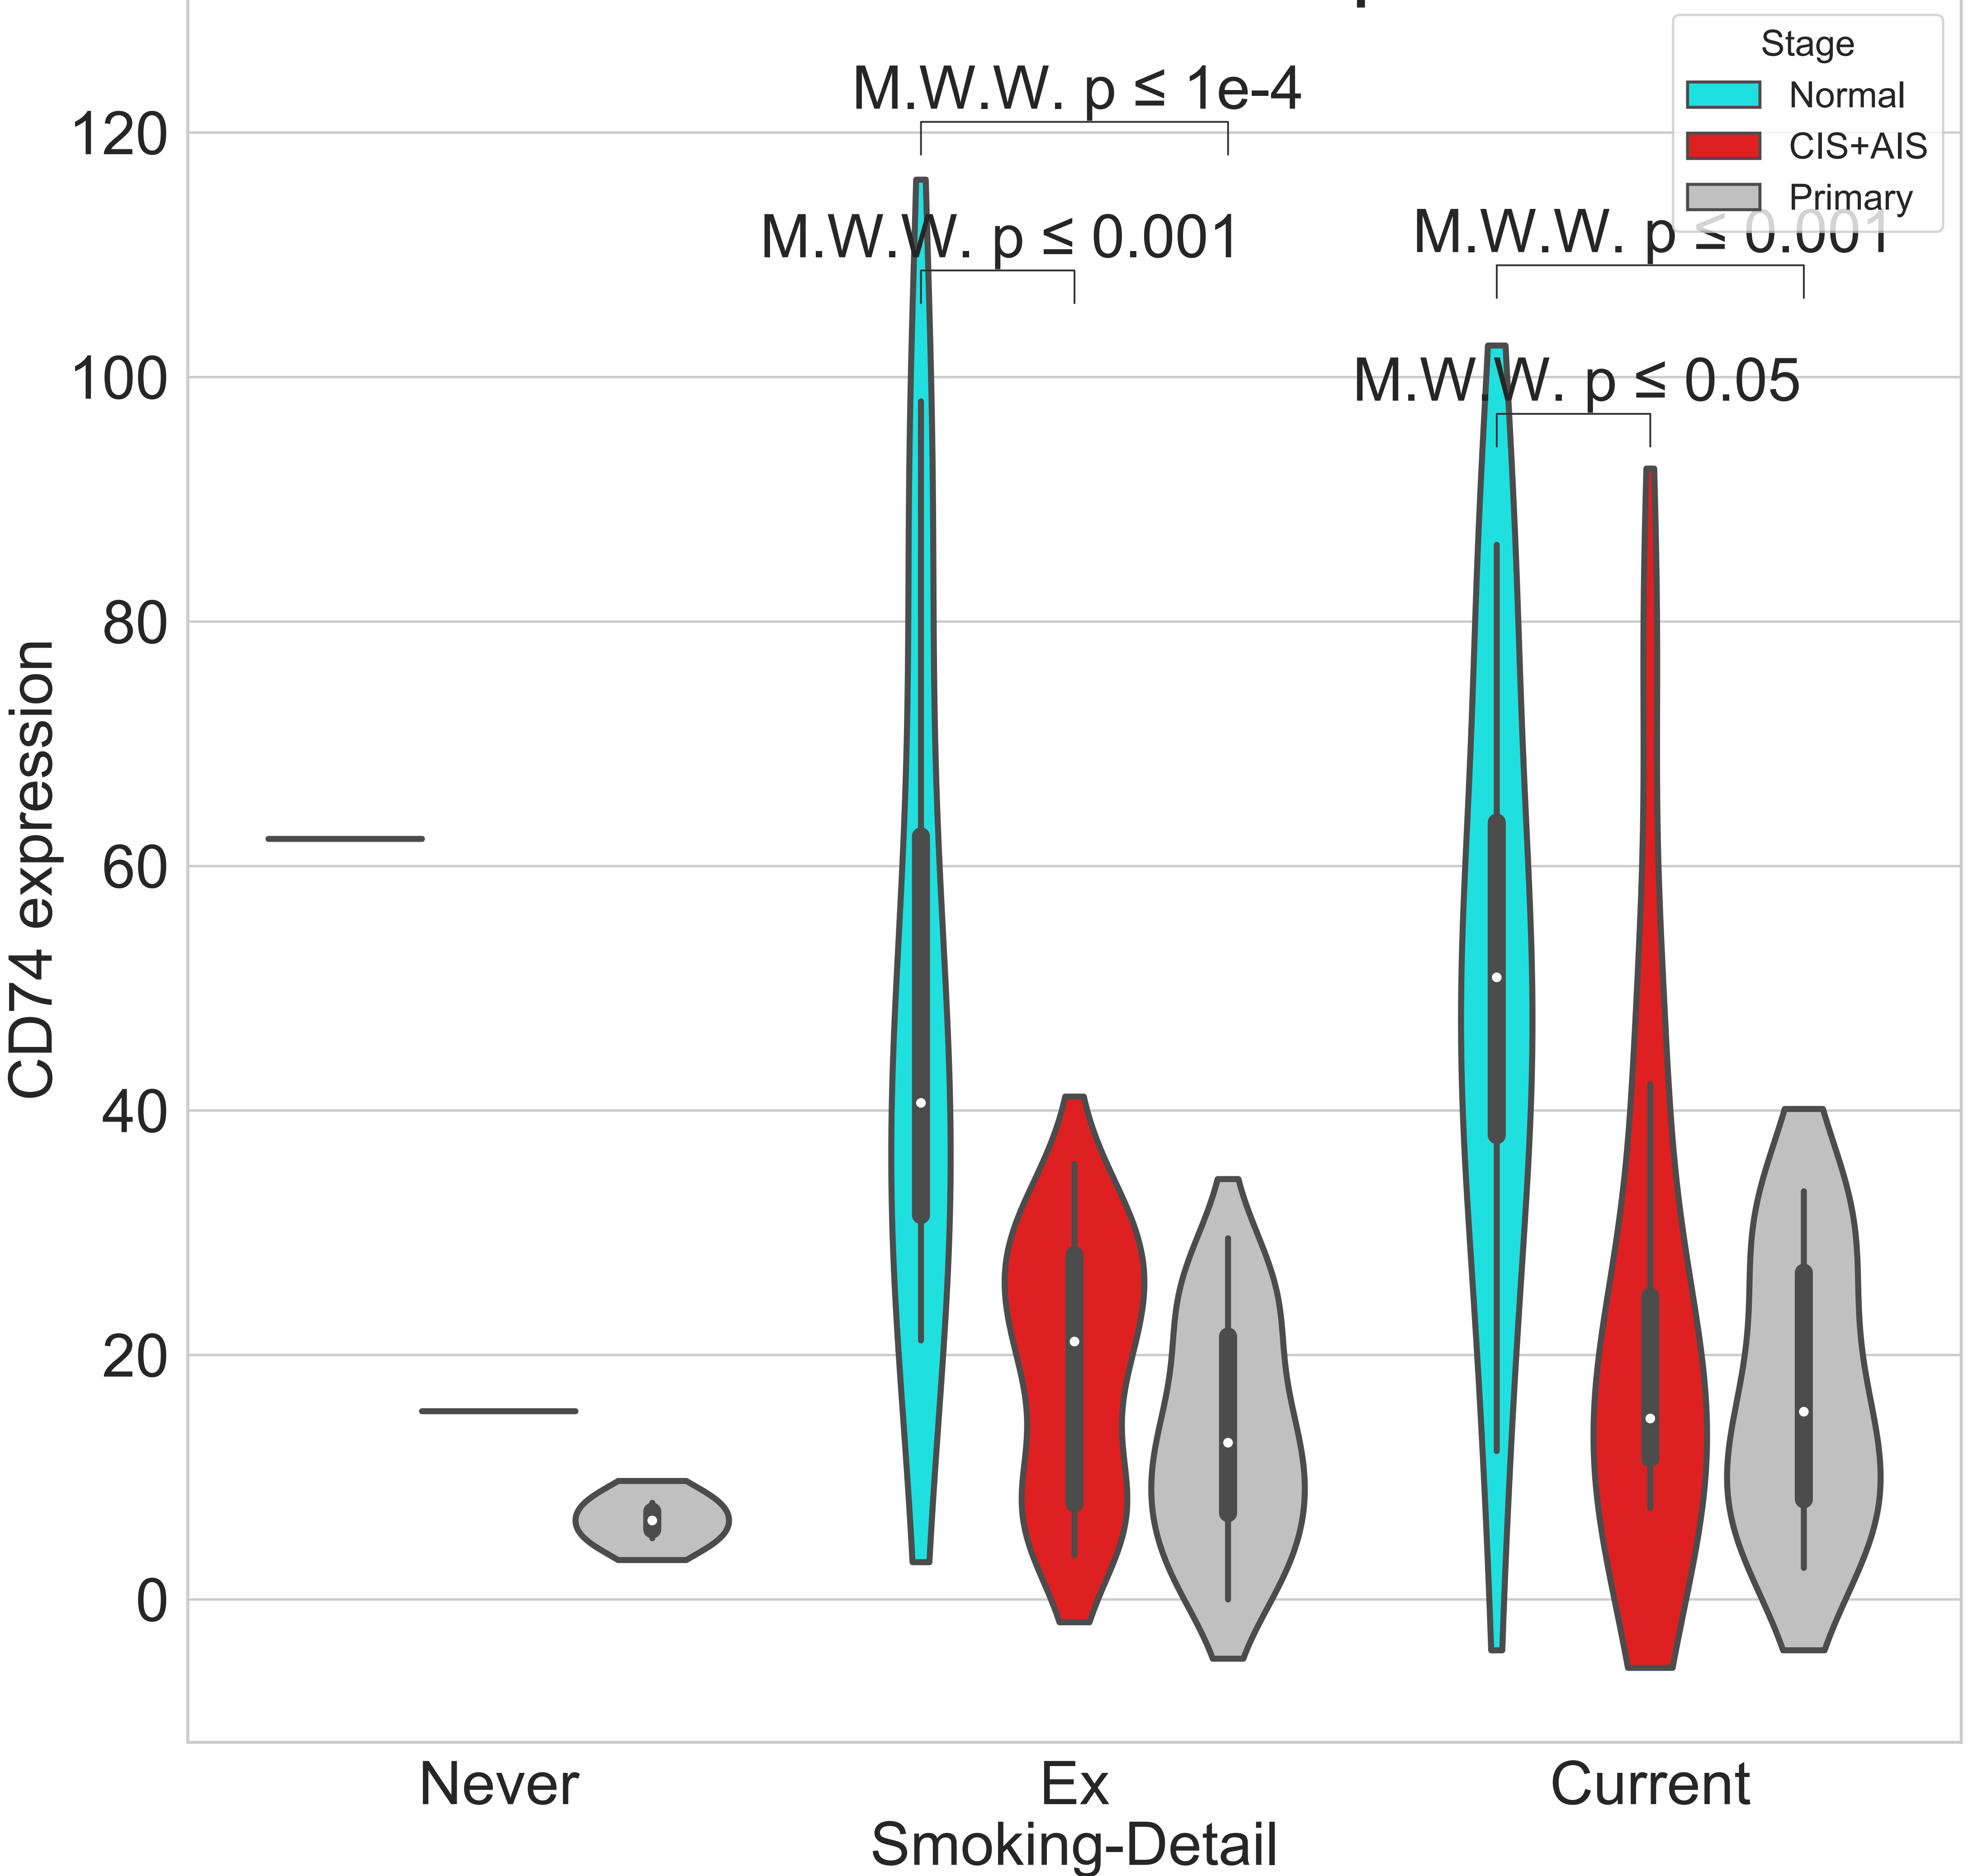 Stage
Normal
CIS+AIS
Primary
M.W.W. p ≤ 1e-4
M.W.W. p ≤ 0.001
M.W.W. p ≤ 0.001
M.W.W. p ≤ 0.05
120
100
80
60
40
20
0
CD74 expression
Never
Ex
Current
Smoking-Detail